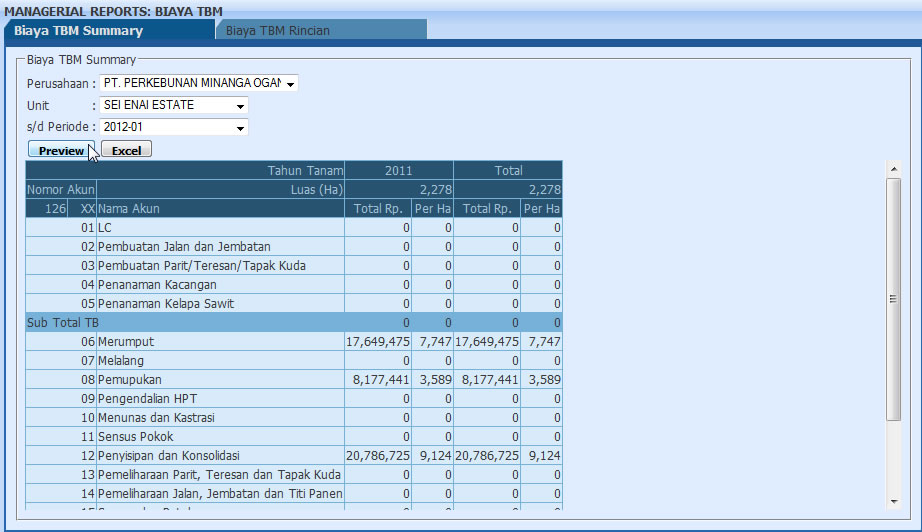 MANAGERIAL REPORTS: BIAYA TBM
Biaya TBM Summary Biaya TBM Rincian
Biaya TBM Summary
Perusahaan : PT. PERKEBUNAN MINANGA OGAN
Unit : SEI ENAI ESTATE
s/d Periode : 2012-01
Preview Excel
Tahun Tanam 2011 Total
Nomor Akun Luas (Ha) 2,278 2,278
126 XX Nama Akun Total Rp. Per Ha Total Rp. Per Ha
01 LC 0 0 0 0
02 Pembuatan Jalan dan Jembatan 0 0 0 0
03 Pembuatan Parit/Teresan/Tapak Kuda 0 0 0 0
04 Penanaman Kacangan 0 0 0 0
05 Penanaman Kelapa Sawit 0 0 0 0
Sub Total TB 0 0 0 0
06 Merumput 17,649,475 7,747 17,649,475 7,747
07 Melalang 0 0 0 0
08 Pemupukan 8,177,441 3,589 8,177,441 3,589
09 Pengendalian HPT 0 0 0 0
10 Menunas dan Kastrasi 0 0 0 0
11 Sensus Pokok 0 0 0 0
12 Penyisipan dan Konsolidasi 20,786,725 9,124 20,786,725 9,124
13 Pemeliharaan Parit, Teresan dan Tapak Kuda 0 0 0 0
14 Pemeliharaan Jalan, Jembatan dan Titi Panen 0 0 0 0